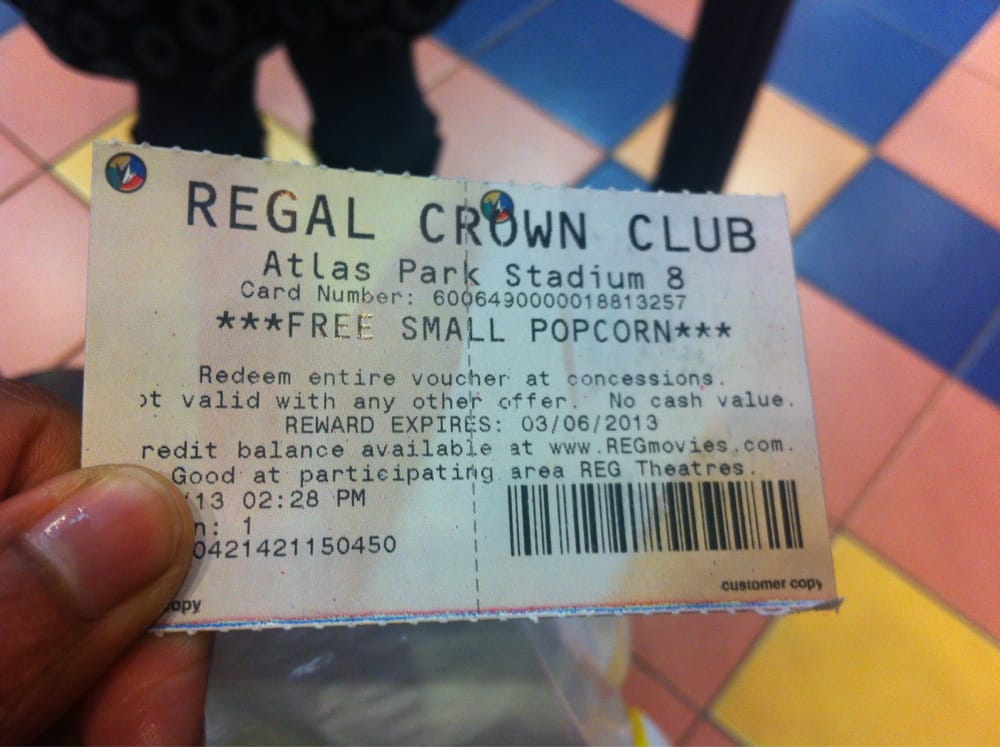 REGAL CROWN CLUB
Atlas Park Stadium 8
Card Number: 6006490000018813257
***FREE SMALL POPCORN***
Redeem entire voucher at concessions.
ot valid with any other offer. No cash value.
REWARD EXPIRES: 03/06/2013
redit balance available at www.REGmovies.com.
Good at participating area REG Theatres.
/13 02:28 PM
n: 1
0421421150450
customer copy
opy